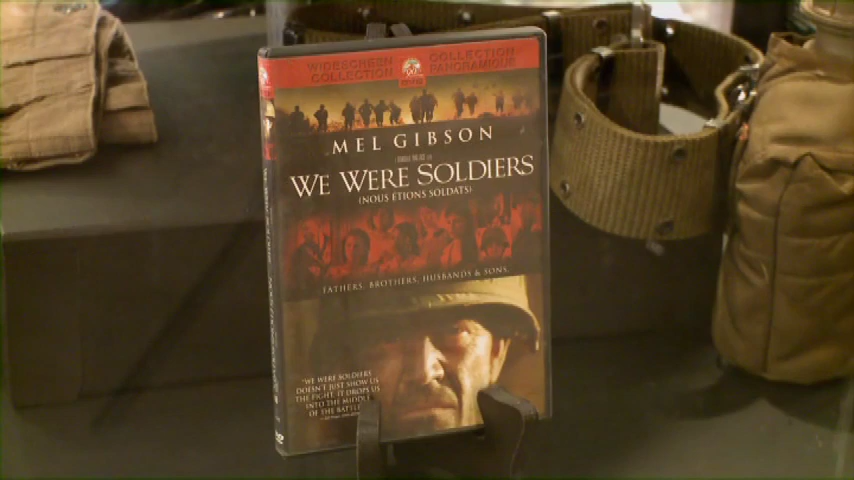 WIDESCREEN
COLLECTION
COLLECTION
PANORAMIQUE
MEL GIBSON
WE WERE SOLDIERS
(NOUS ÉTIONS SOLDATS)
FATHERS, BROTHERS, HUSBANDS & SONS.
"WE WERE SOLDIERS
DOESN'T JUST SHOW US
THE FIGHT, IT DROPS US
INTO THE MIDDLE
OF THE BATTLE